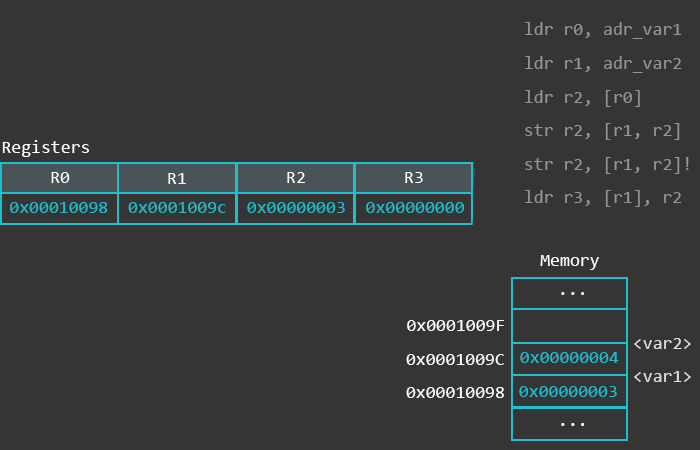 ldr r0, adr_var1
ldr r1, adr_var2
ldr r2, [r0]
str r2, [r1, r2]
str r2, [r1, r2]!
ldr r3, [r1], r2
Registers
R0 R1 R2 R3
0x00010098 0x0001009c 0x00000003 0x00000000
Memory
...
0x0001009F
<var2>
0x0001009C 0x00000004
<var1>
0x00010098 0x00000003
...